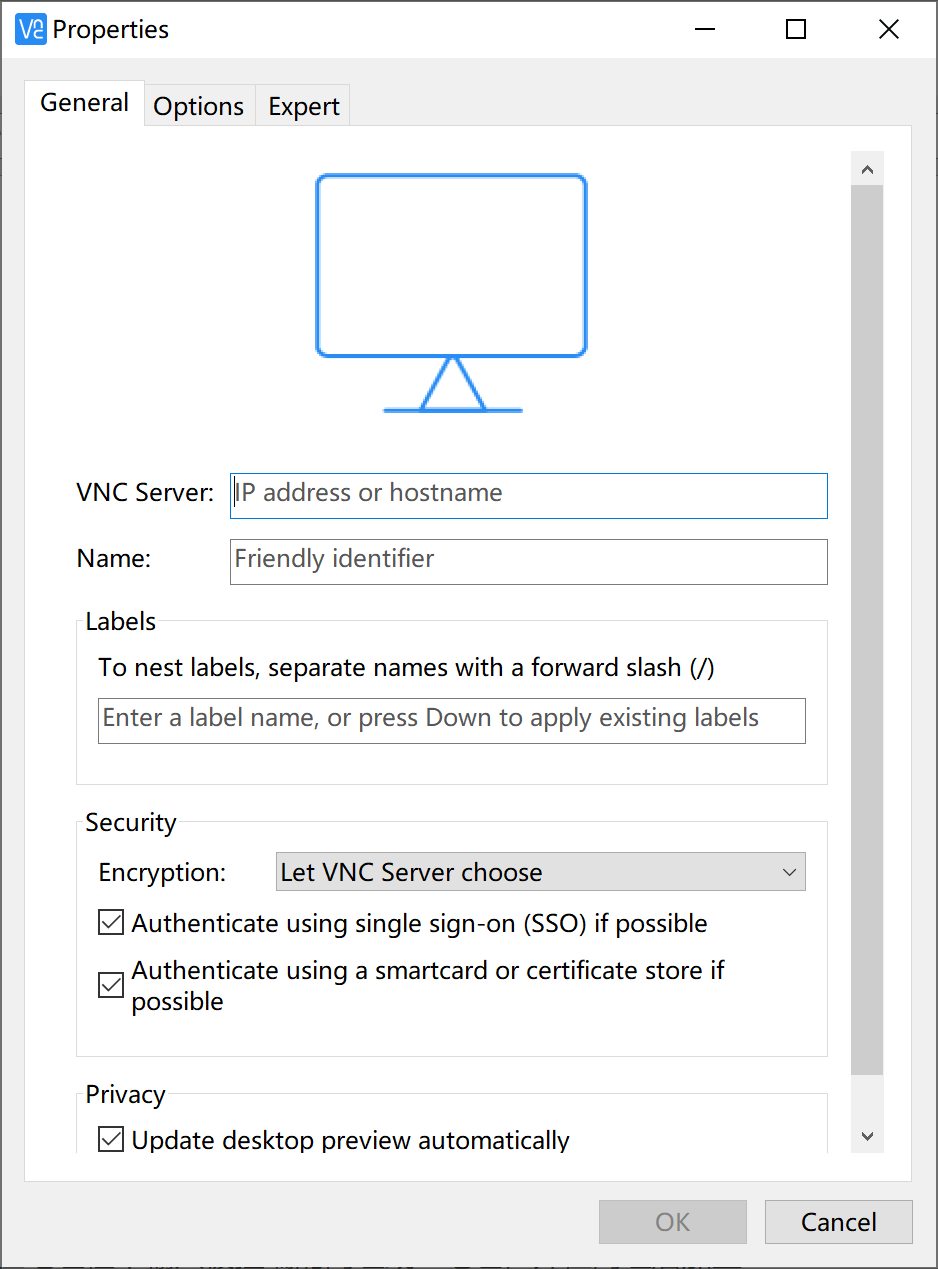 Properties
General
Options
Expert
VNC Server:
IP address or hostname
Name:
Friendly identifier
Labels
To nest labels, separate names with a forward slash (/)
Enter a label name, or press Down to apply existing labels
Security
Encryption:
Let VNC Server choose
Authenticate using single sign-on (SSO) if possible
Authenticate using a smartcard or certificate store if
possible
Privacy
Update desktop preview automatically
OK
Cancel